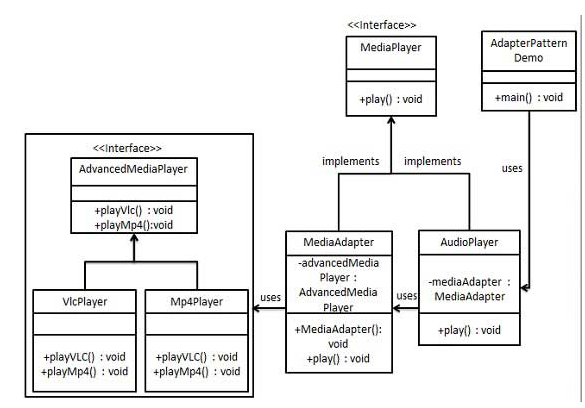 <<Interface>>
MediaPlayer
+play() : void
AdapterPattern
Demo
+main() : void
<<Interface>>
AdvancedMediaPlayer
+playVlc() : void
+playMp4():void
implements
implements
uses
MediaAdapter
-advancedMedia
Player :
AdvancedMedia
Player
+MediaAdapter():
void
+play() : void
AudioPlayer
-mediaAdapter :
MediaAdapter
+play() : void
uses
uses
VlcPlayer
+playVLC() : void
+playMp4() : void
Mp4Player
+playVLC() : void
+playMp4() : void